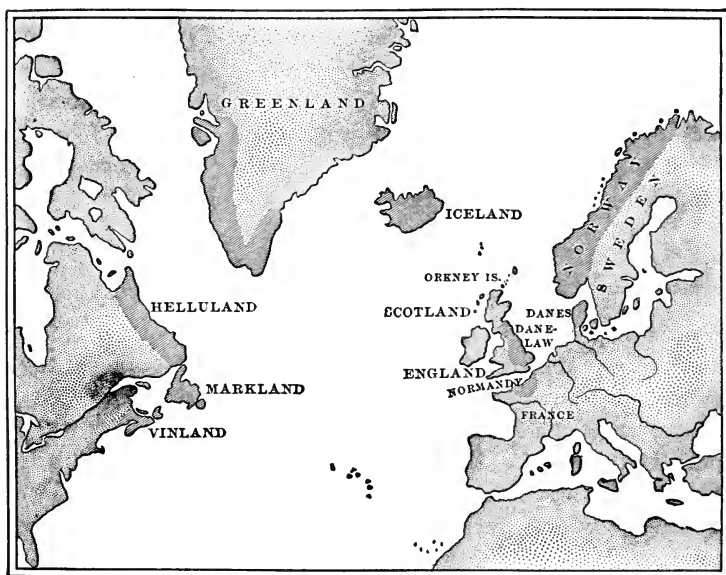 GREENLAND
NORWAY
SWEDEN
ICELAND
ORKNEY IS.
HELLULAND
SCOTLAND
DANES
DANE-
LAW
ENGLAND
NORMANDY
MARKLAND
FRANCE
VINLAND